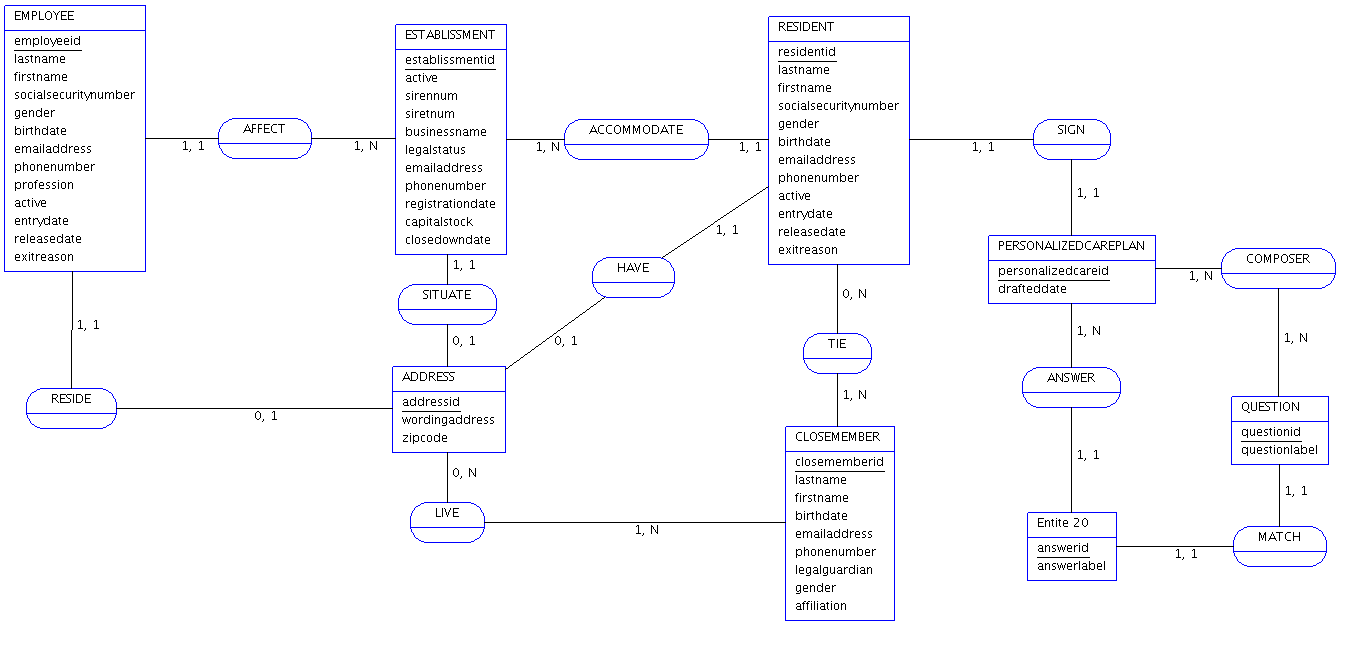 EMPLOYEE
employeeid
lastname
firstname
socialsecuritynumber
gender
birthdate
emailaddress
phonenumber
profession
active
entrydate
releasedate
exitreason
1, 1
AFFECT
1, N
ESTABLISSMENT
establissmentid
active
sirennum
siretnum
businessname
legalstatus
emailaddress
phonenumber
registrationdate
capitalstock
closedowndate
1, N
ACCOMMODATE
1, 1
RESIDENT
residentid
lastname
firstname
socialsecuritynumber
gender
birthdate
emailaddress
phonenumber
active
entrydate
releasedate
exitreason
1, 1
SIGN
1, 1
PERSONALIZEDCAREPLAN
personalizedcareid
drafteddate
1, N
COMPOSER
1, N
1, 1
SITUATE
0, 1
1, 1
HAVE
0, 1
0, N
TIE
1, N
1, 1
RESIDE
0, 1
ADDRESS
addressid
wordingaddress
zipcode
0, N
LIVE
1, N
CLOSEMEMBER
closememberid
lastname
firstname
birthdate
emailaddress
phonenumber
legalguardian
gender
affiliation
1, N
ANSWER
1, 1
Entite 20
answerid
answerlabel
1, 1
QUESTION
questionid
questionlabel
1, 1
MATCH